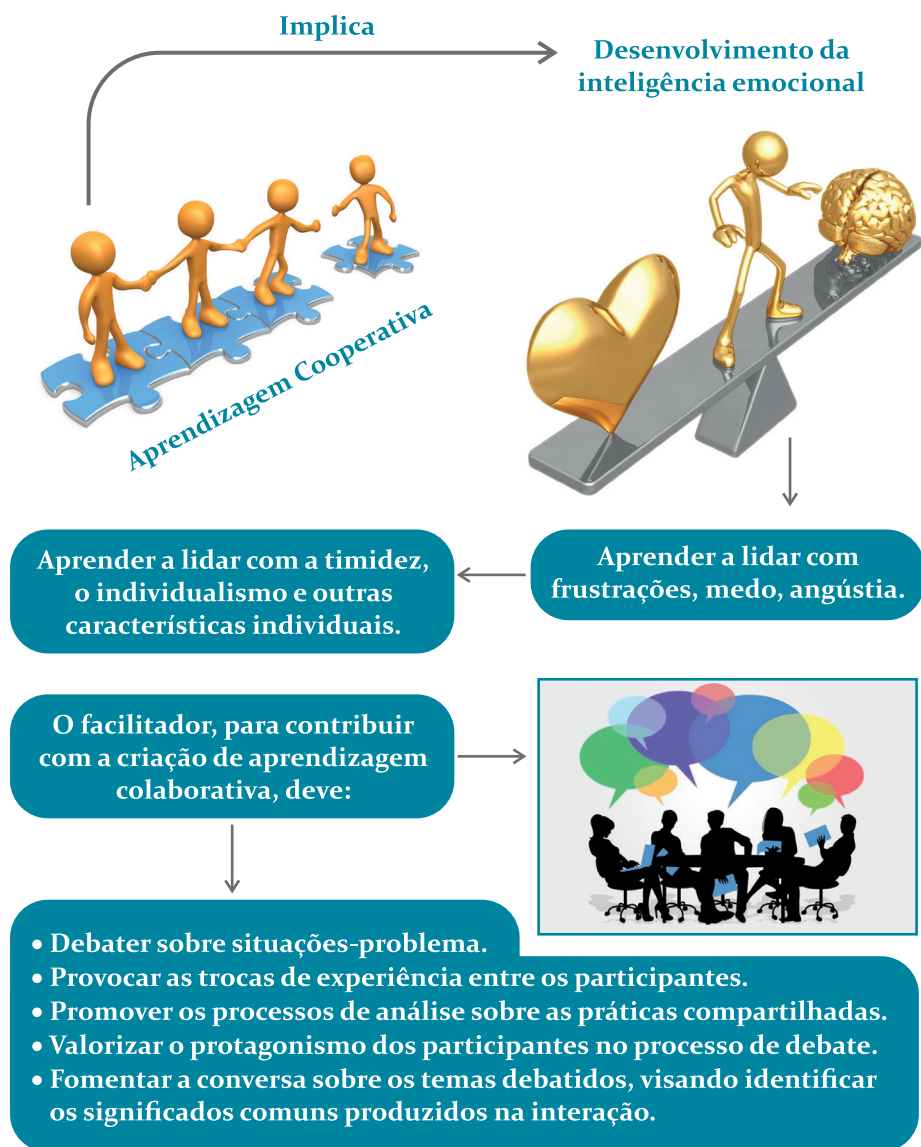 Implica
Desenvolvimento da
inteligência emocional
Aprendizagem Cooperativa
Aprender a lidar com
frustrações, medo, angústia.
Aprender a lidar com a timidez,
o individualismo e outras
características individuais.
O facilitador, para contribuir
com a criação de aprendizagem
colaborativa, deve:
• Debater sobre situações-problema.
• Provocar as trocas de experiência entre os participantes.
• Promover os processos de análise sobre as práticas compartilhadas.
• Valorizar o protagonismo dos participantes no processo de debate.
• Fomentar a conversa sobre os temas debatidos, visando identificar
os significados comuns produzidos na interação.